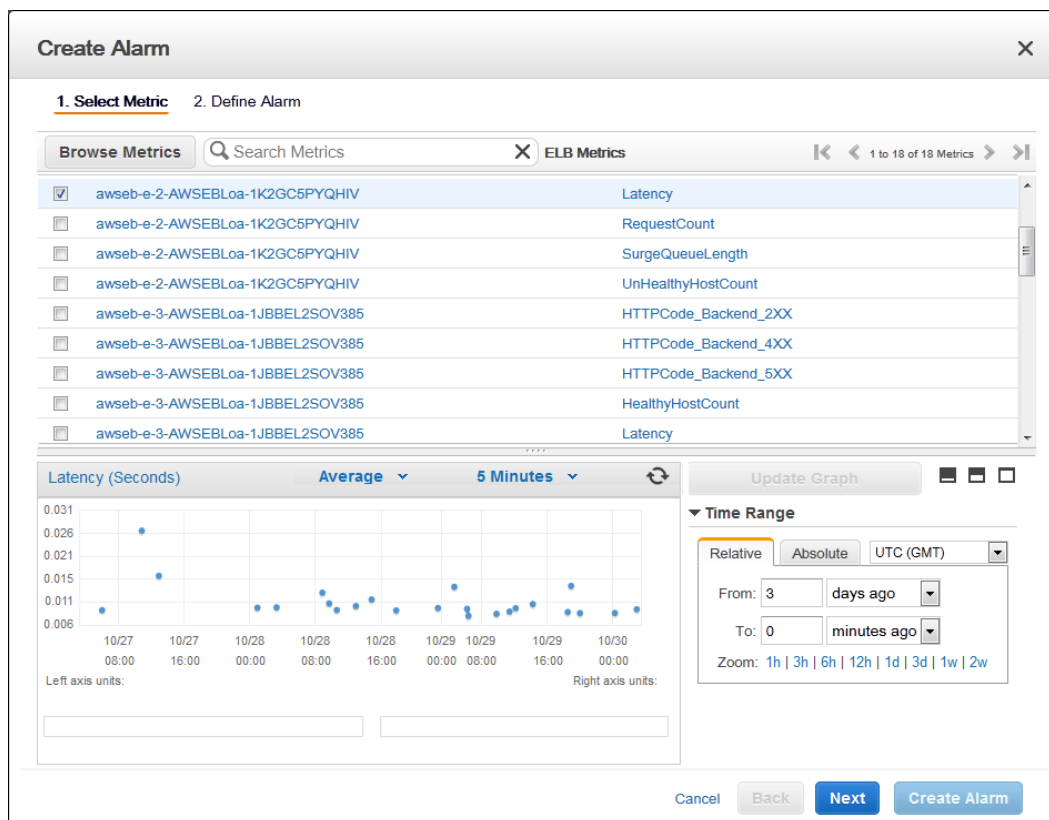 Create Alarm
1. Select Metric 2. Define Alarm
Browse Metrics Search Metrics ELB Metrics 1 to 18 of 18 Metrics
awseb-e-2-AWSEBLoa-1K2GC5PYQHIV Latency
awseb-e-2-AWSEBLoa-1K2GC5PYQHIV RequestCount
awseb-e-2-AWSEBLoa-1K2GC5PYQHIV SurgeQueueLength
awseb-e-2-AWSEBLoa-1K2GC5PYQHIV UnHealthyHostCount
awseb-e-3-AWSEBLoa-1JBBEL2SOV385 HTTPCode_Backend_2XX
awseb-e-3-AWSEBLoa-1JBBEL2SOV385 HTTPCode_Backend_4XX
awseb-e-3-AWSEBLoa-1JBBEL2SOV385 HTTPCode_Backend_5XX
awseb-e-3-AWSEBLoa-1JBBEL2SOV385 HealthyHostCount
awseb-e-3-AWSEBLoa-1JBBEL2SOV385 Latency
Latency (Seconds) Average 5 Minutes
0.031
0.026
0.021
0.015
0.011
0.006
10/27 10/27 10/28 10/28 10/28 10/29 10/29 10/29 10/30
08:00 16:00 00:00 08:00 16:00 00:00 08:00 16:00 00:00
Left axis units: Right axis units:
Update Graph
Time Range
Relative Absolute UTC (GMT)
From: 3 days ago
To: 0 minutes ago
Zoom: 1h | 3h | 6h | 12h | 1d | 3d | 1w | 2w
Cancel Back Next Create Alarm